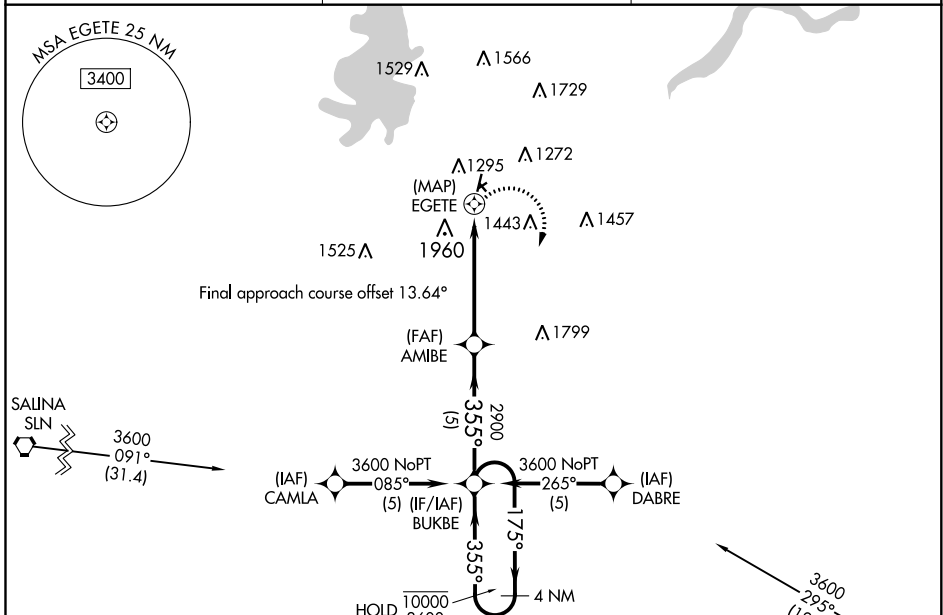 MSA EGETE 25 NM
3400
1529
1566
1729
1272
1295
(MAP)
EGETE
1443
1457
1525
1960
Final approach course offset 13.64°
(FAF)
AMIBE
1799
SALINA
SLN
3600
091°
(31.4)
2900
355°
(5)
(IAF)
CAMLA
3600 NoPT
085°
(5)
(IF/IAF)
BUKBE
3600 NoPT
265°
(5)
(IAF)
DABRE
355°
175°
HOLD
10000
4 NM
3600
295°